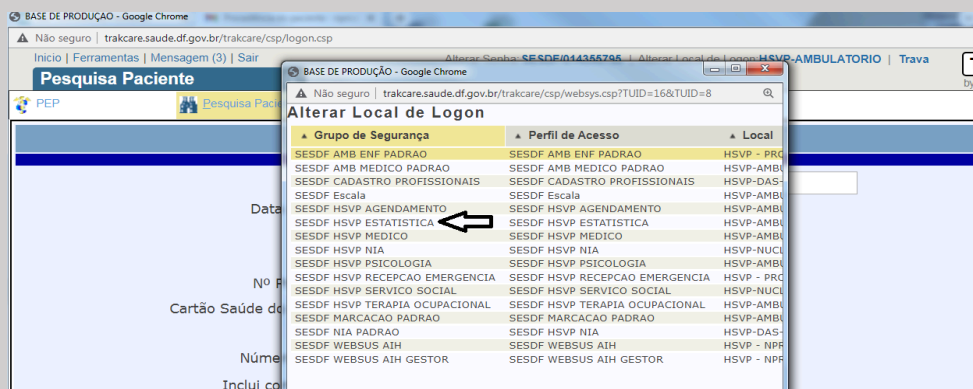 BASE DE PRODUÇAO - Google Chrome
Não seguro | trakcare.saude.df.gov.br/trakcare/csp/logon.csp
Inicio | Ferramentas | Mensagem (3) | Sair
Alterar Senha: SESDF/014355795 | Alterar Local de Logon: HSVP-AMBULATORIO | Trava
Pesquisa Paciente
by
PEP
Pesquisa Pacie
BASE DE PRODUÇÃO - Google Chrome
Não seguro | trakcare.saude.df.gov.br/trakcare/csp/websys.csp?TUID=16&TUID=8
Alterar Local de Logon
Grupo de Segurança Perfil de Acesso Local
SESDF AMB ENF PADRAO SESDF AMB ENF PADRAO HSVP - PRO
SESDF AMB MEDICO PADRAO SESDF AMB MEDICO PADRAO HSVP-AMBU
SESDF CADASTRO PROFISSIONAIS SESDF CADASTRO PROFISSIONAIS HSVP-DAS-
SESDF Escala SESDF Escala HSVP-AMBU
SESDF HSVP AGENDAMENTO SESDF HSVP AGENDAMENTO HSVP-AMBU
SESDF HSVP ESTATISTICA SESDF HSVP ESTATISTICA HSVP-AMBU
SESDF HSVP MEDICO SESDF HSVP MEDICO HSVP-AMBU
SESDF HSVP NIA SESDF HSVP NIA HSVP-NUCL
SESDF HSVP PSICOLOGIA SESDF HSVP PSICOLOGIA HSVP-AMBU
SESDF HSVP RECEPCAO EMERGENCIA SESDF HSVP RECEPCAO EMERGENCIA HSVP - PRO
SESDF HSVP SERVICO SOCIAL SESDF HSVP SERVICO SOCIAL HSVP-NUCL
SESDF HSVP TERAPIA OCUPACIONAL SESDF HSVP TERAPIA OCUPACIONAL HSVP-AMBU
SESDF MARCACAO PADRAO SESDF MARCACAO PADRAO HSVP-AMBU
SESDF NIA PADRAO SESDF HSVP NIA HSVP-DAS-
SESDF WEBSUS AIH SESDF WEBSUS AIH HSVP - NPR
SESDF WEBSUS AIH GESTOR SESDF WEBSUS AIH GESTOR HSVP - NPR
Data
Nº P
Cartão Saúde do
Núme
Inclui co